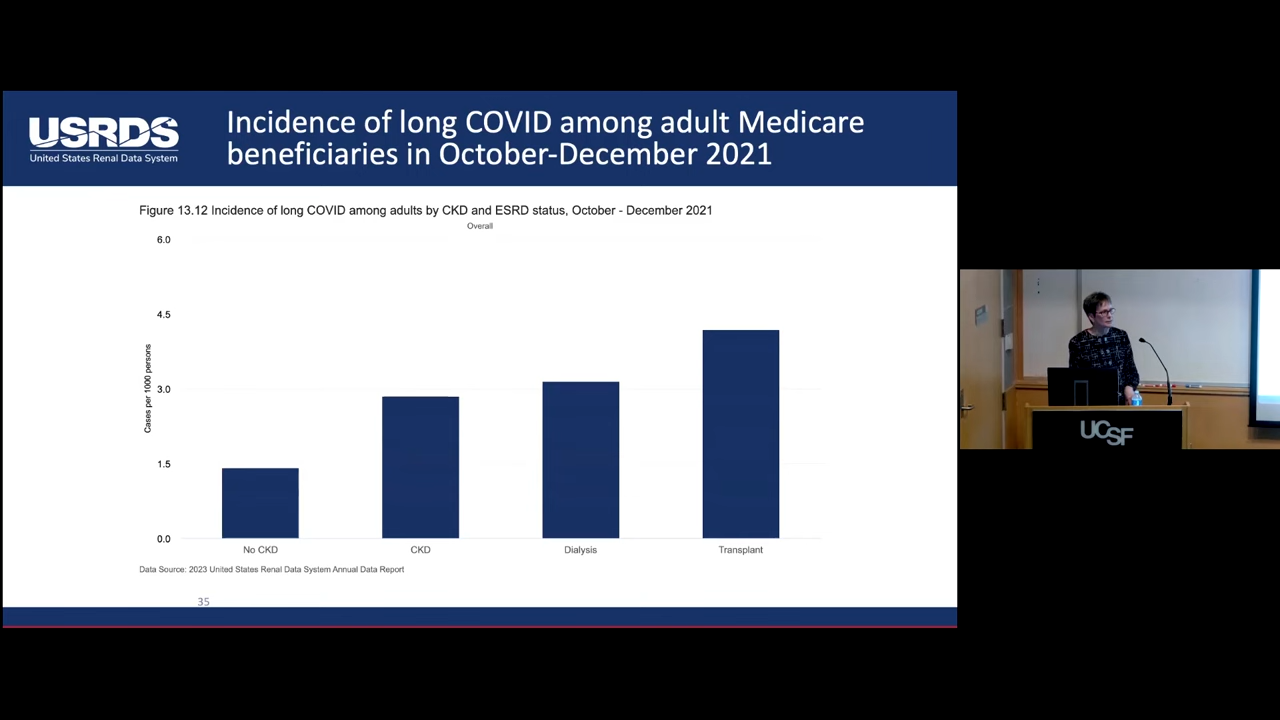 USRDS
United States Renal Data System
Incidence of long COVID among adult Medicare
beneficiaries in October-December 2021
Figure 13.12 Incidence of long COVID among adults by CKD and ESRD status, October - December 2021
Overall
6.0
4.5
3.0
1.5
0.0
Cases per 1000 persons
No CKD
CKD
Dialysis
Transplant
Data Source: 2023 United States Renal Data System Annual Data Report
35
UCSF